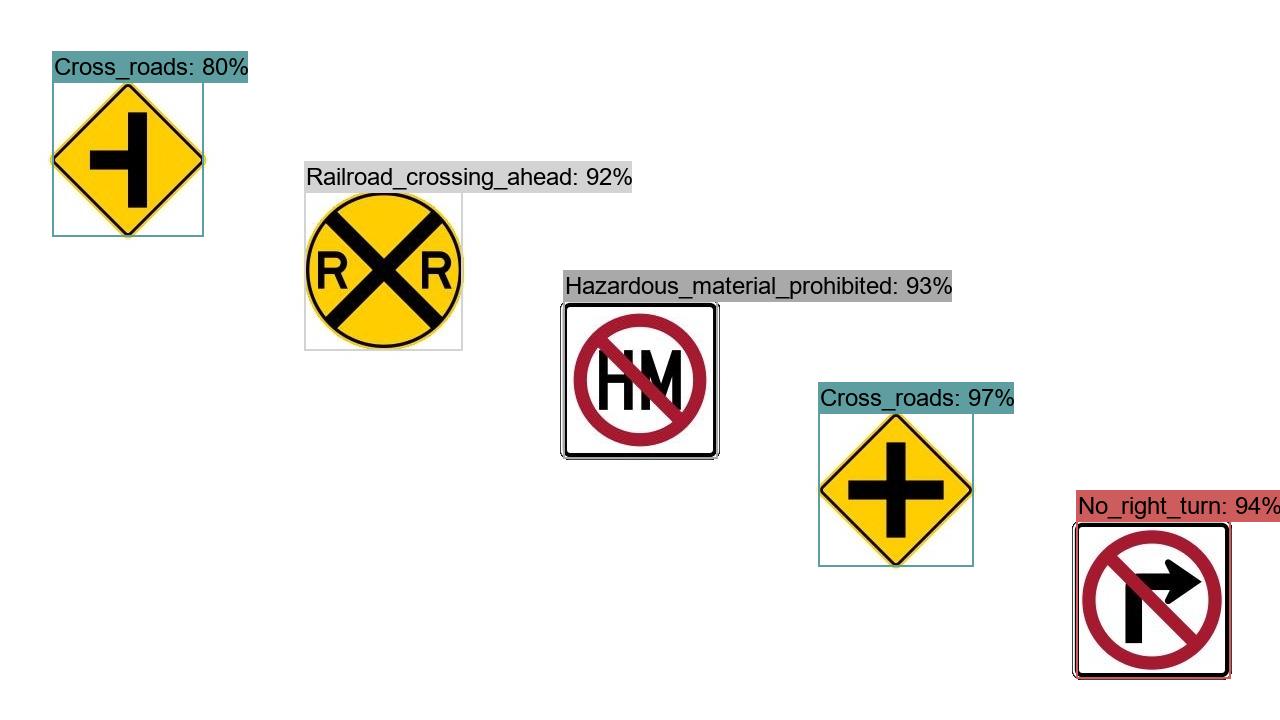 Cross_roads: 80%
Railroad_crossing_ahead: 92%
R R
Hazardous_material_prohibited: 93%
HM
Cross_roads: 97%
No_right_turn: 94%